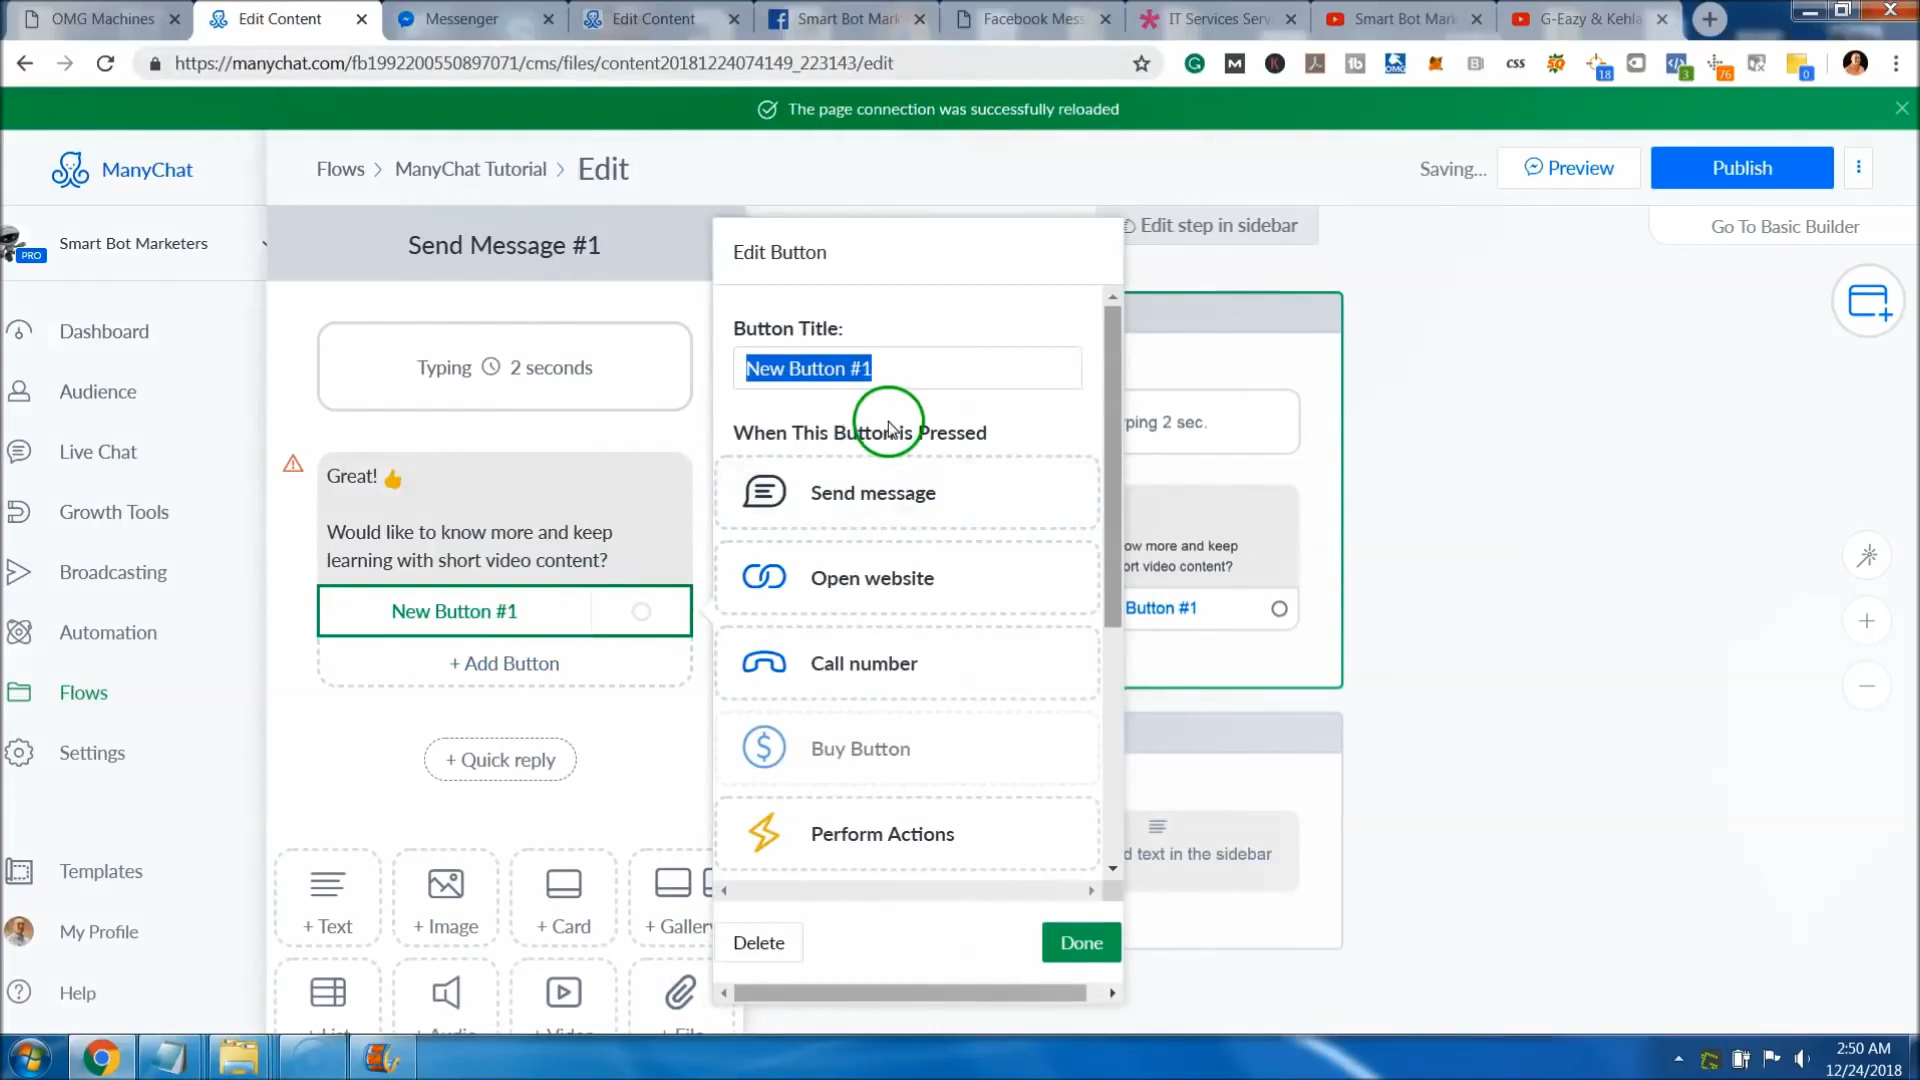 OMG Machines
Edit Content
Messenger
Edit Content
Smart Bot Mark
Facebook Mess
IT Services Serv
Smart Bot Mark
G-Eazy & Kehla
https://manychat.com/fb1992200550897071/cms/files/content20181224074149_223143/edit
css
18
3
76
0
The page connection was successfully reloaded
ManyChat
Flows
ManyChat Tutorial
Edit
Saving...
Preview
Publish
Smart Bot Marketers
PRO
Send Message #1
Edit step in sidebar
Go To Basic Builder
Dashboard
Audience
Live Chat
Growth Tools
Broadcasting
Automation
Flows
Settings
Templates
My Profile
Help
Typing 2 seconds
Great! 👍
Would like to know more and keep
learning with short video content?
New Button #1
+ Add Button
+ Quick reply
+ Text
+ Image
+ Card
+ Gallery
Edit Button
Button Title:
New Button #1
When This Button is Pressed
Send message
Open website
Call number
Buy Button
Perform Actions
Delete
Done
ping 2 sec.
ow more and keep
ort video content?
Button #1
d text in the sidebar
2:50 AM
12/24/2018